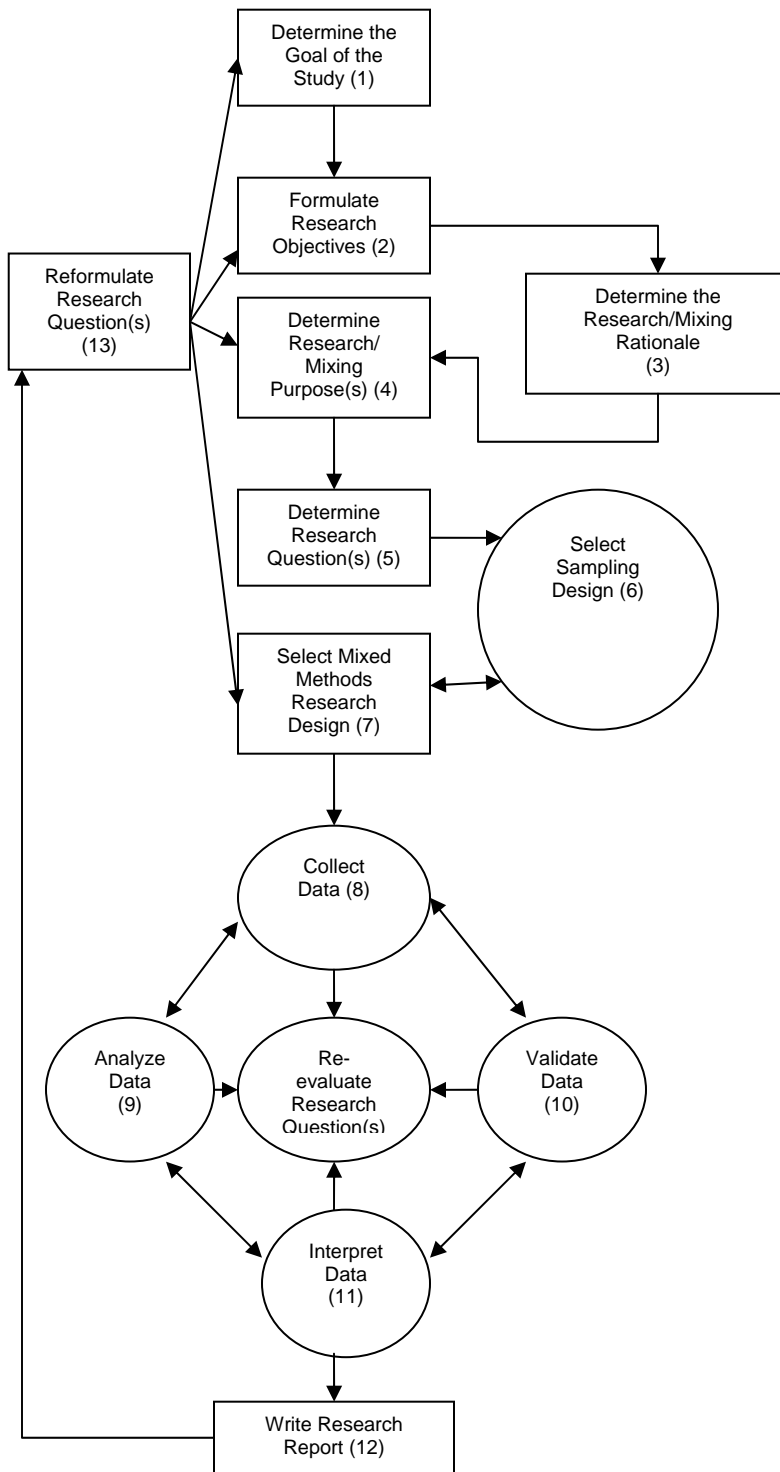 Determine the
Goal of the
Study (1)
Formulate
Research
Objectives (2)
Reformulate
Research
Question(s)
(13)
Determine the
Research/Mixing
Rationale
(3)
Determine
Research/
Mixing
Purpose(s) (4)
Determine
Research
Question(s) (5)
Select
Sampling
Design (6)
Select Mixed
Methods
Research
Design (7)
Collect
Data (8)
Analyze
Data
(9)
Re-
evaluate
Research
Question(s)
Validate
Data
(10)
Interpret
Data
(11)
Write Research
Report (12)